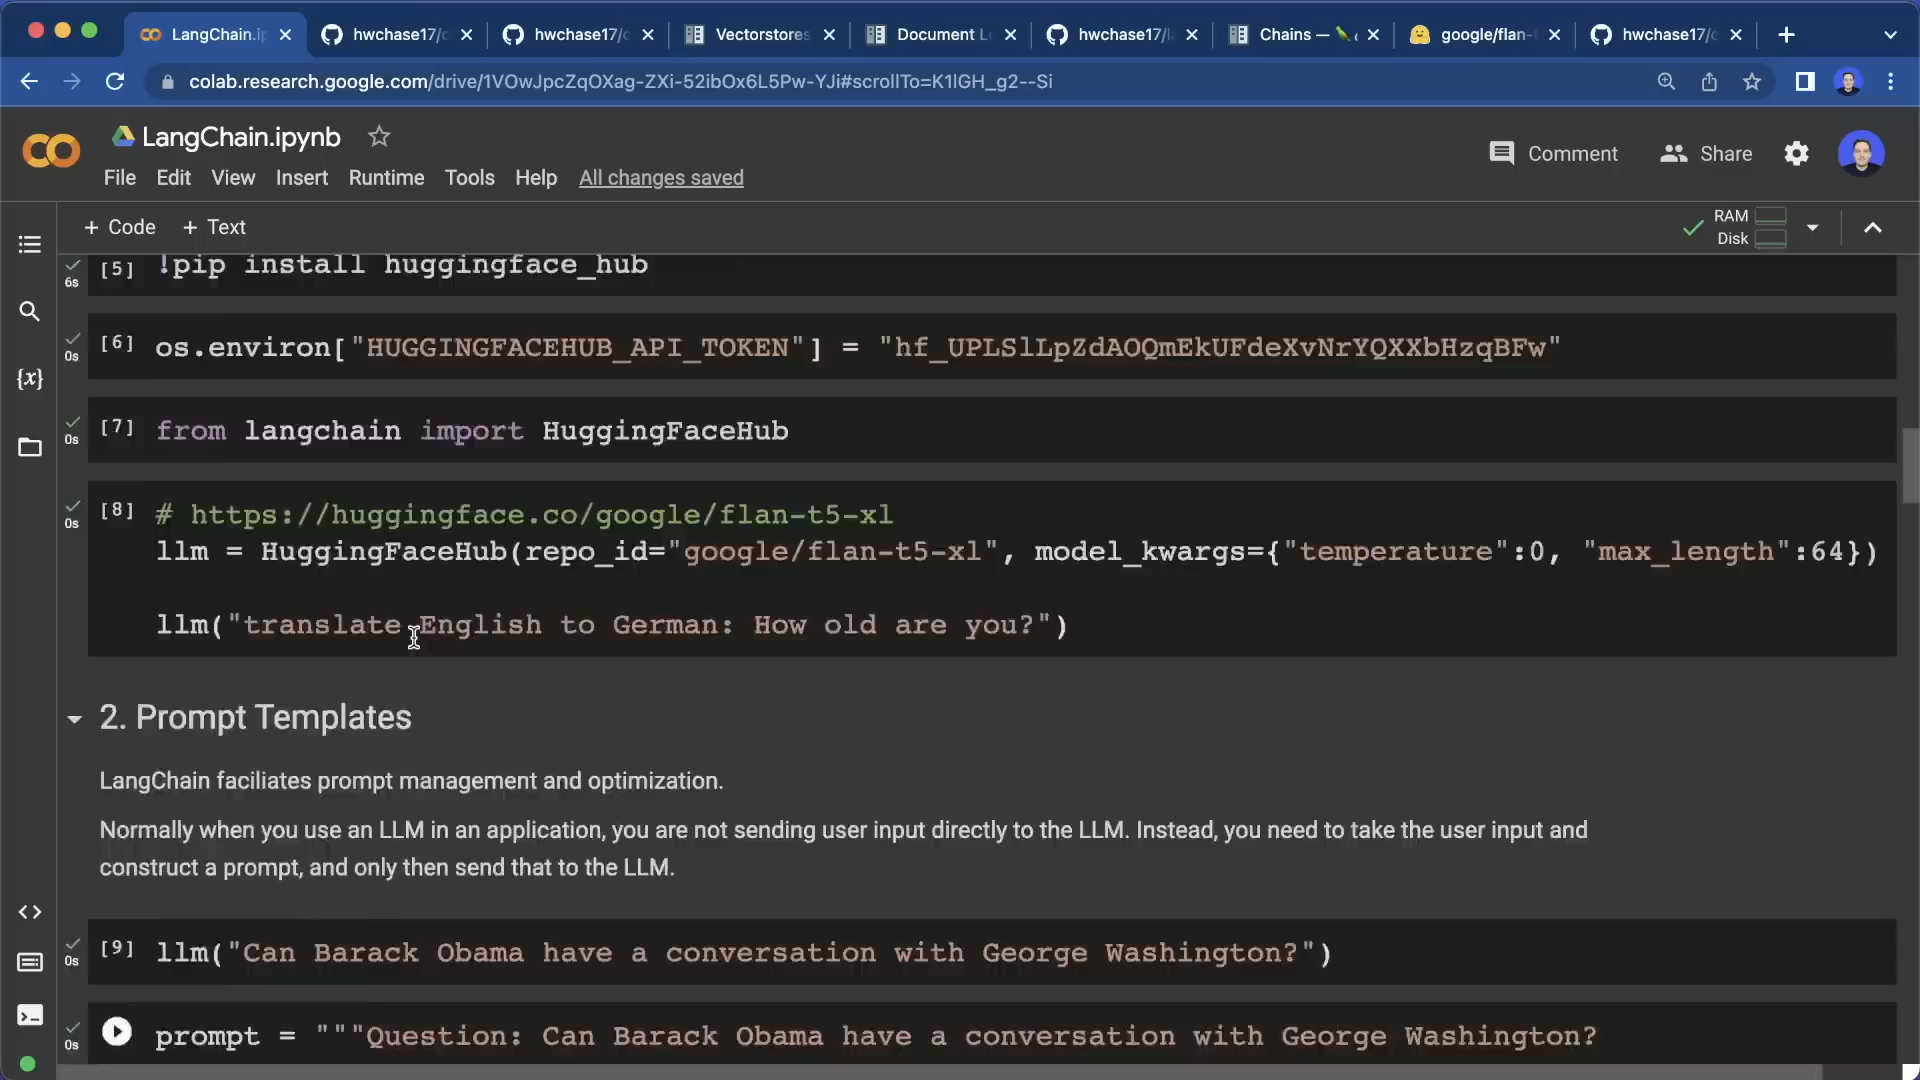 LangChain.ip
hwchase17/c
hwchase17/c
Vectorstores
Document L
hwchase17/l
Chains —
google/flan-
hwchase17/c
colab.research.google.com/drive/1VOwJpcZqOXag-ZXi-52ibOx6L5Pw-YJi#scrollTo=K1lGH_g2--Si
LangChain.ipynb
Comment
Share
File Edit View Insert Runtime Tools Help All changes saved
+ Code + Text
RAM
Disk
6s [5] !pip install huggingface_hub
0s [6] os.environ["HUGGINGFACEHUB_API_TOKEN"] = "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"
0s [7] from langchain import HuggingFaceHub
0s [8] # https://huggingface.co/google/flan-t5-xl
llm = HuggingFaceHub(repo_id="google/flan-t5-xl", model_kwargs={"temperature":0, "max_length":64})
llm("translate English to German: How old are you?")
2. Prompt Templates
LangChain faciliates prompt management and optimization.
Normally when you use an LLM in an application, you are not sending user input directly to the LLM. Instead, you need to take the user input and
construct a prompt, and only then send that to the LLM.
0s [9] llm("Can Barack Obama have a conversation with George Washington?")
0s prompt = """Question: Can Barack Obama have a conversation with George Washington?